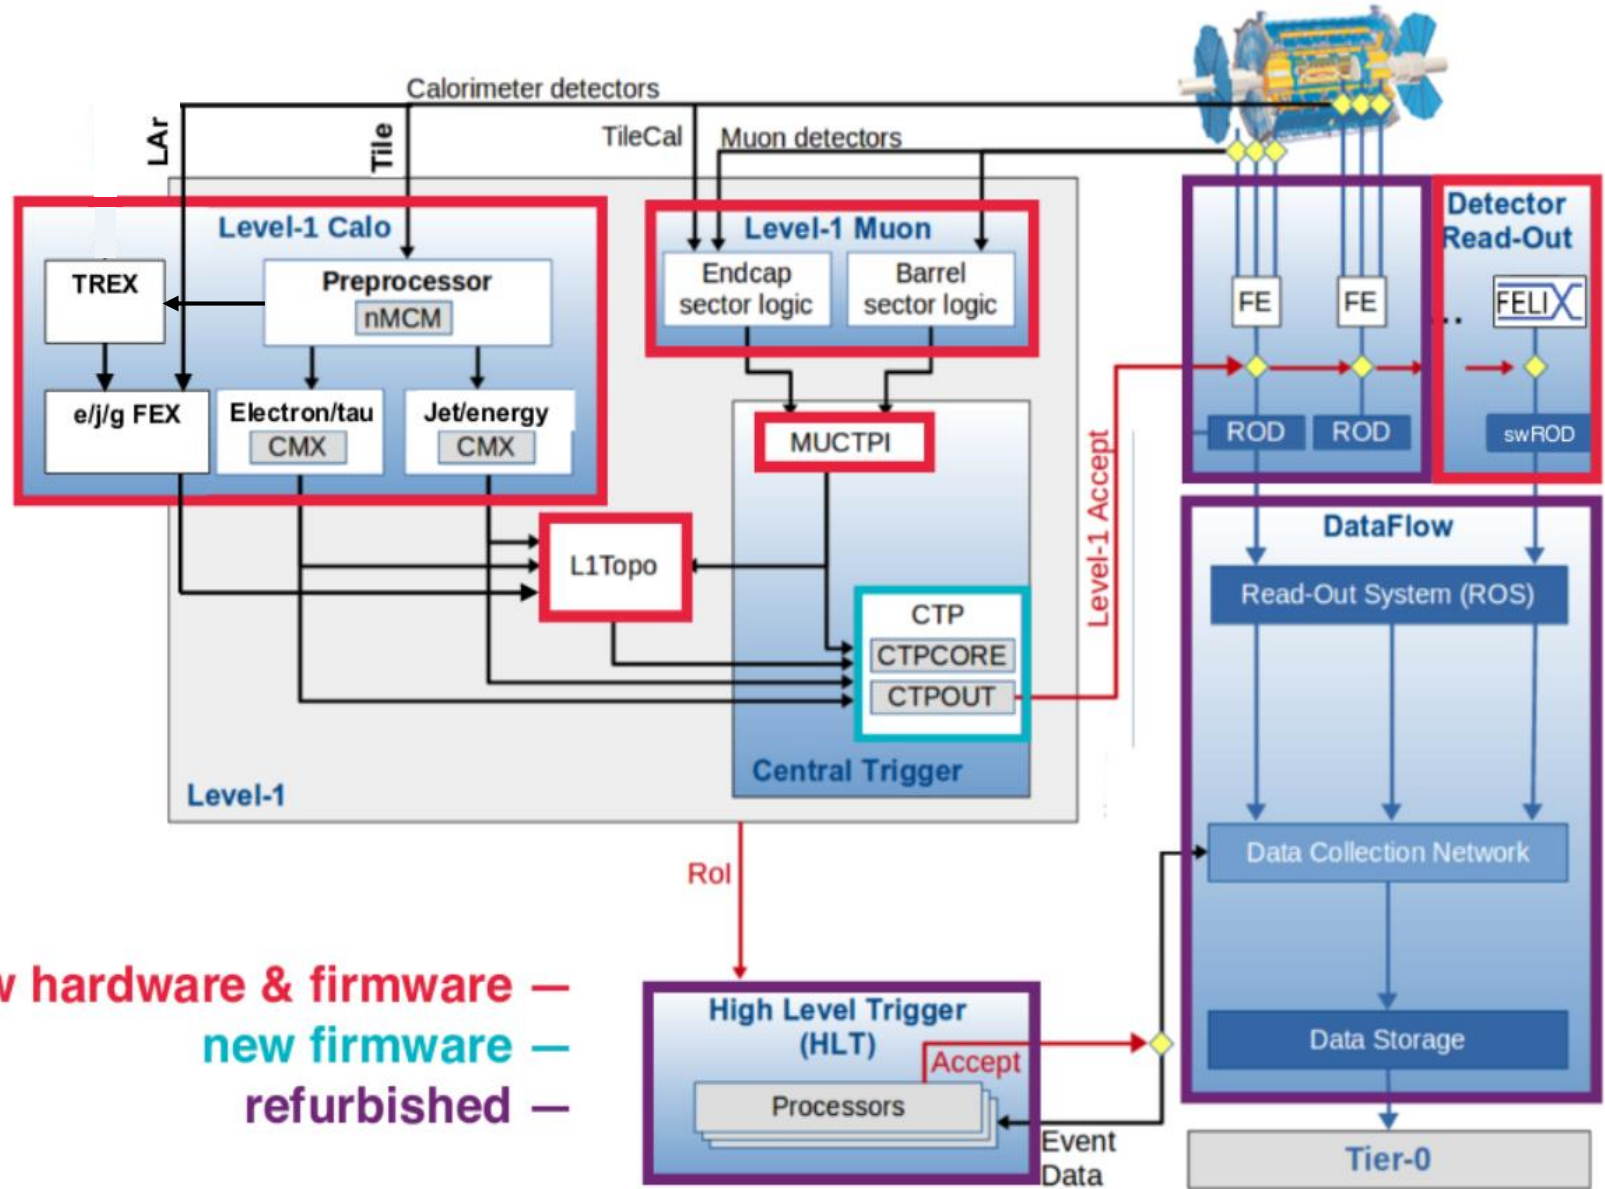 Calorimeter detectors
LAr
Tile
TileCal
Muon detectors
Level-1 Calo
TREX
Preprocessor
nMCM
e/j/g FEX
Electron/tau
CMX
Jet/energy
CMX
Level-1 Muon
Endcap
sector logic
Barrel
sector logic
MUCTPI
L1Topo
CTP
CTPCORE
CTPOUT
Central Trigger
Level-1
Level-1 Accept
Detector
Read-Out
FE
FE
..
FELIX
ROD
ROD
swROD
DataFlow
Read-Out System (ROS)
Data Collection Network
Data Storage
Tier-0
RoI
High Level Trigger
(HLT)
Accept
Processors
Event
Data
hardware & firmware —
new firmware —
refurbished —